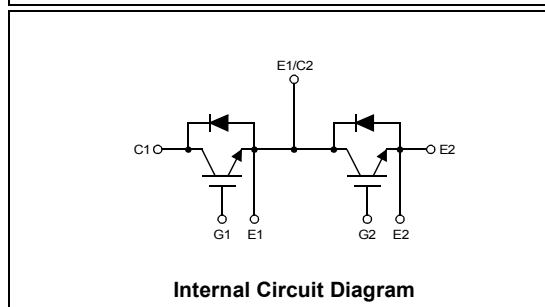 E1/C2
C1 E2
G1 E1 G2 E2
Internal Circuit Diagram